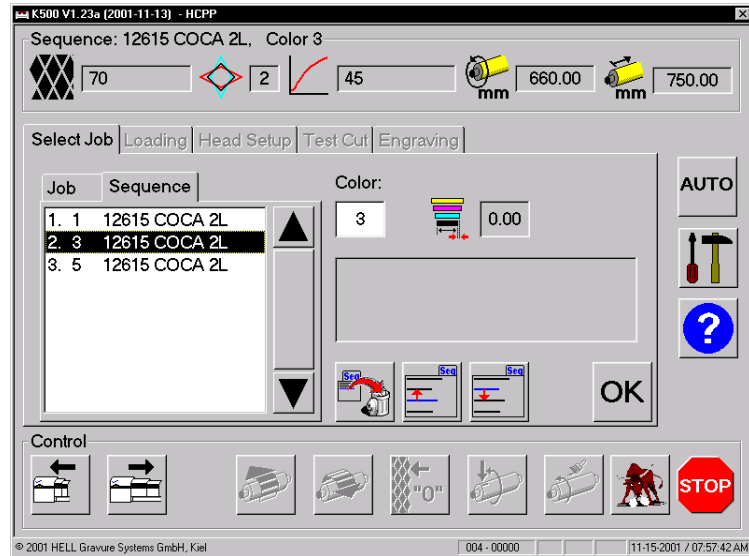 K500 V1.23a (2001-11-13) - HCPP
Sequence: 12615 COCA 2L, Color 3
70
2
45
mm
660.00
mm
750.00
Select Job Loading Head Setup Test Cut Engraving
Job Sequence
Color:
1. 1 12615 COCA 2L
2. 3 12615 COCA 2L
3. 5 12615 COCA 2L
3
0.00
AUTO
?
Seq
Seq
Seq
OK
Control
"0"
STOP
© 2001 HELL Gravure Systems GmbH, Kiel
004 - 00000
11-15-2001 / 07:57:42 AM